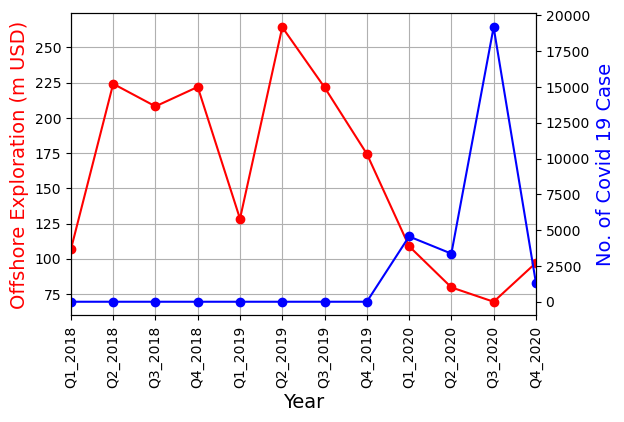 Offshore Exploration (m USD)
250
225
200
175
150
125
100
75
20000
17500
15000
12500
10000
7500
5000
2500
0
No. of Covid 19 Case
Q1_2018
Q2_2018
Q3_2018
Q4_2018
Q1_2019
Q2_2019
Q3_2019
Q4_2019
Q1_2020
Q2_2020
Q3_2020
Q4_2020
Year